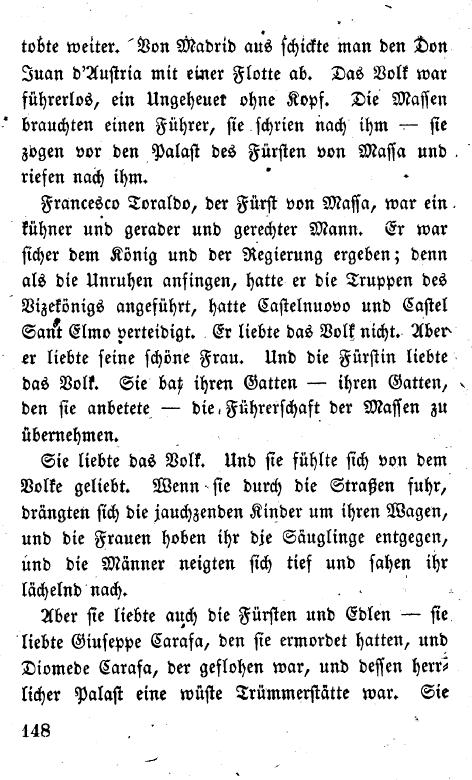 tobte weiter. Von Madrid aus schickte man den Don
Juan d'Austria mit einer Flotte ab. Das Volk war
führerlos, ein Ungeheuer ohne Kopf. Die Massen
brauchten einen Führer, sie schrien nach ihm — sie
zogen vor den Palast des Fürsten von Massa und
riefen nach ihm.
Francesco Toraldo, der Fürst von Massa, war ein
kühner und gerader und gerechter Mann. Er war
sicher dem König und der Regierung ergeben; denn
als die Unruhen anfingen, hatte er die Truppen des
Vizekönigs angeführt, hatte Castelnuovo und Castel
Sant Elmo verteidigt. Er liebte das Volk nicht. Aber
er liebte seine schöne Frau. Und die Fürstin liebte
das Volk. Sie bat ihren Gatten — ihren Gatten,
den sie anbetete — die Führerschaft der Massen zu
übernehmen.
Sie liebte das Volk. Und sie fühlte sich von dem
Volke geliebt. Wenn sie durch die Straßen fuhr,
drängten sich die jauchzenden Kinder um ihren Wagen,
und die Frauen hoben ihr die Säuglinge entgegen,
und die Männer neigten sich tief und sahen ihr
lächelnd nach.
Aber sie liebte auch die Fürsten und Edlen — sie
liebte Giuseppe Carafa, den sie ermordet hatten, und
Diomede Carafa, der geflohen war, und dessen herr-
licher Palast eine wüste Trümmerstätte war. Sie
148